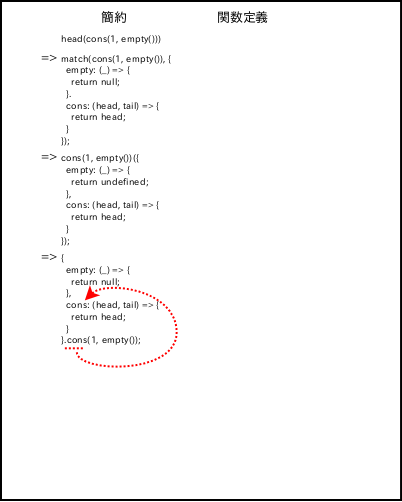 簡約 関数定義
head(cons(1, empty()))
=> match(cons(1, empty()), {
empty: (_) => {
return null;
}.
cons: (head, tail) => {
return head;
}
});
=> cons(1, empty())({
empty: (_) => {
return undefined;
},
cons: (head, tail) => {
return head;
}
});
=> {
empty: (_) => {
return null;
},
cons: (head, tail) => {
return head;
}
}.cons(1, empty());